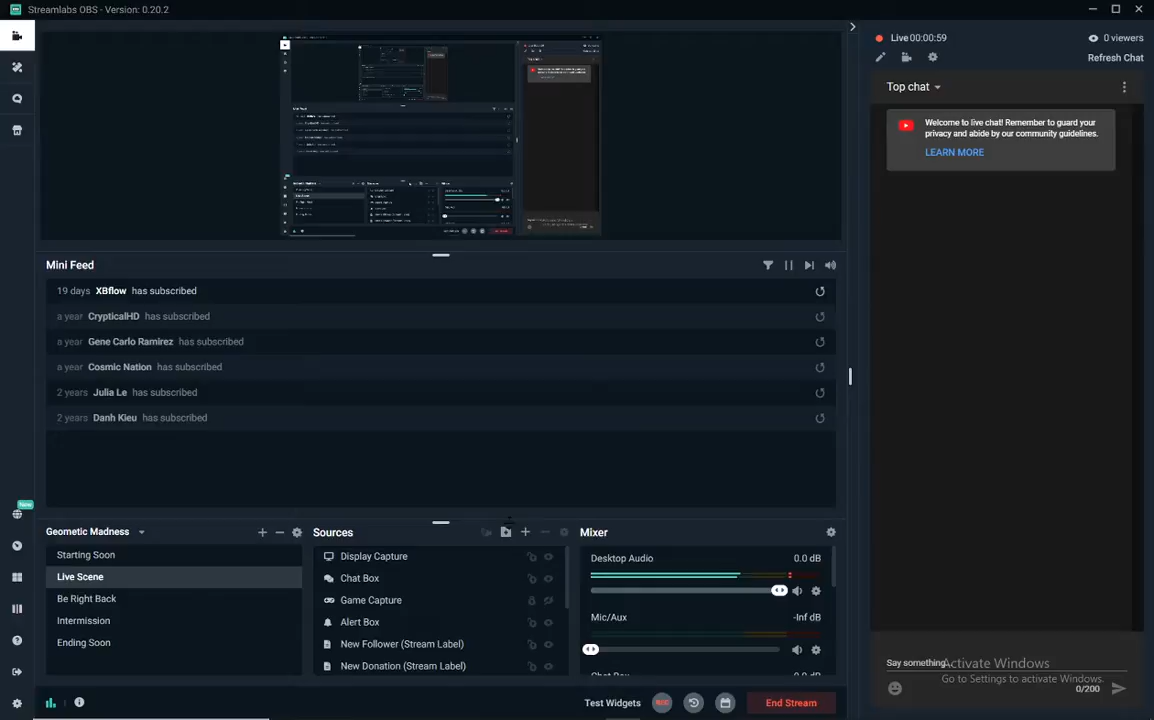 Streamlabs OBS - Version: 0.20.2
Live 00:00:59
0 viewers
Refresh Chat
Top chat
Welcome to live chat! Remember to guard your
privacy and abide by our community guidelines.
LEARN MORE
Mini Feed
19 days XBflow has subscribed
a year CrypticalHD has subscribed
a year Gene Carlo Ramirez has subscribed
a year Cosmic Nation has subscribed
2 years Julia Le has subscribed
2 years Danh Kieu has subscribed
New
Geometic Madness
Starting Soon
Live Scene
Be Right Back
Intermission
Ending Soon
Sources
Display Capture
Chat Box
Game Capture
Alert Box
New Follower (Stream Label)
New Donation (Stream Label)
Mixer
Desktop Audio 0.0 dB
Mic/Aux -Inf dB
Say something...
0/200
Activate Windows
Go to Settings to activate Windows.
Test Widgets
REC
End Stream